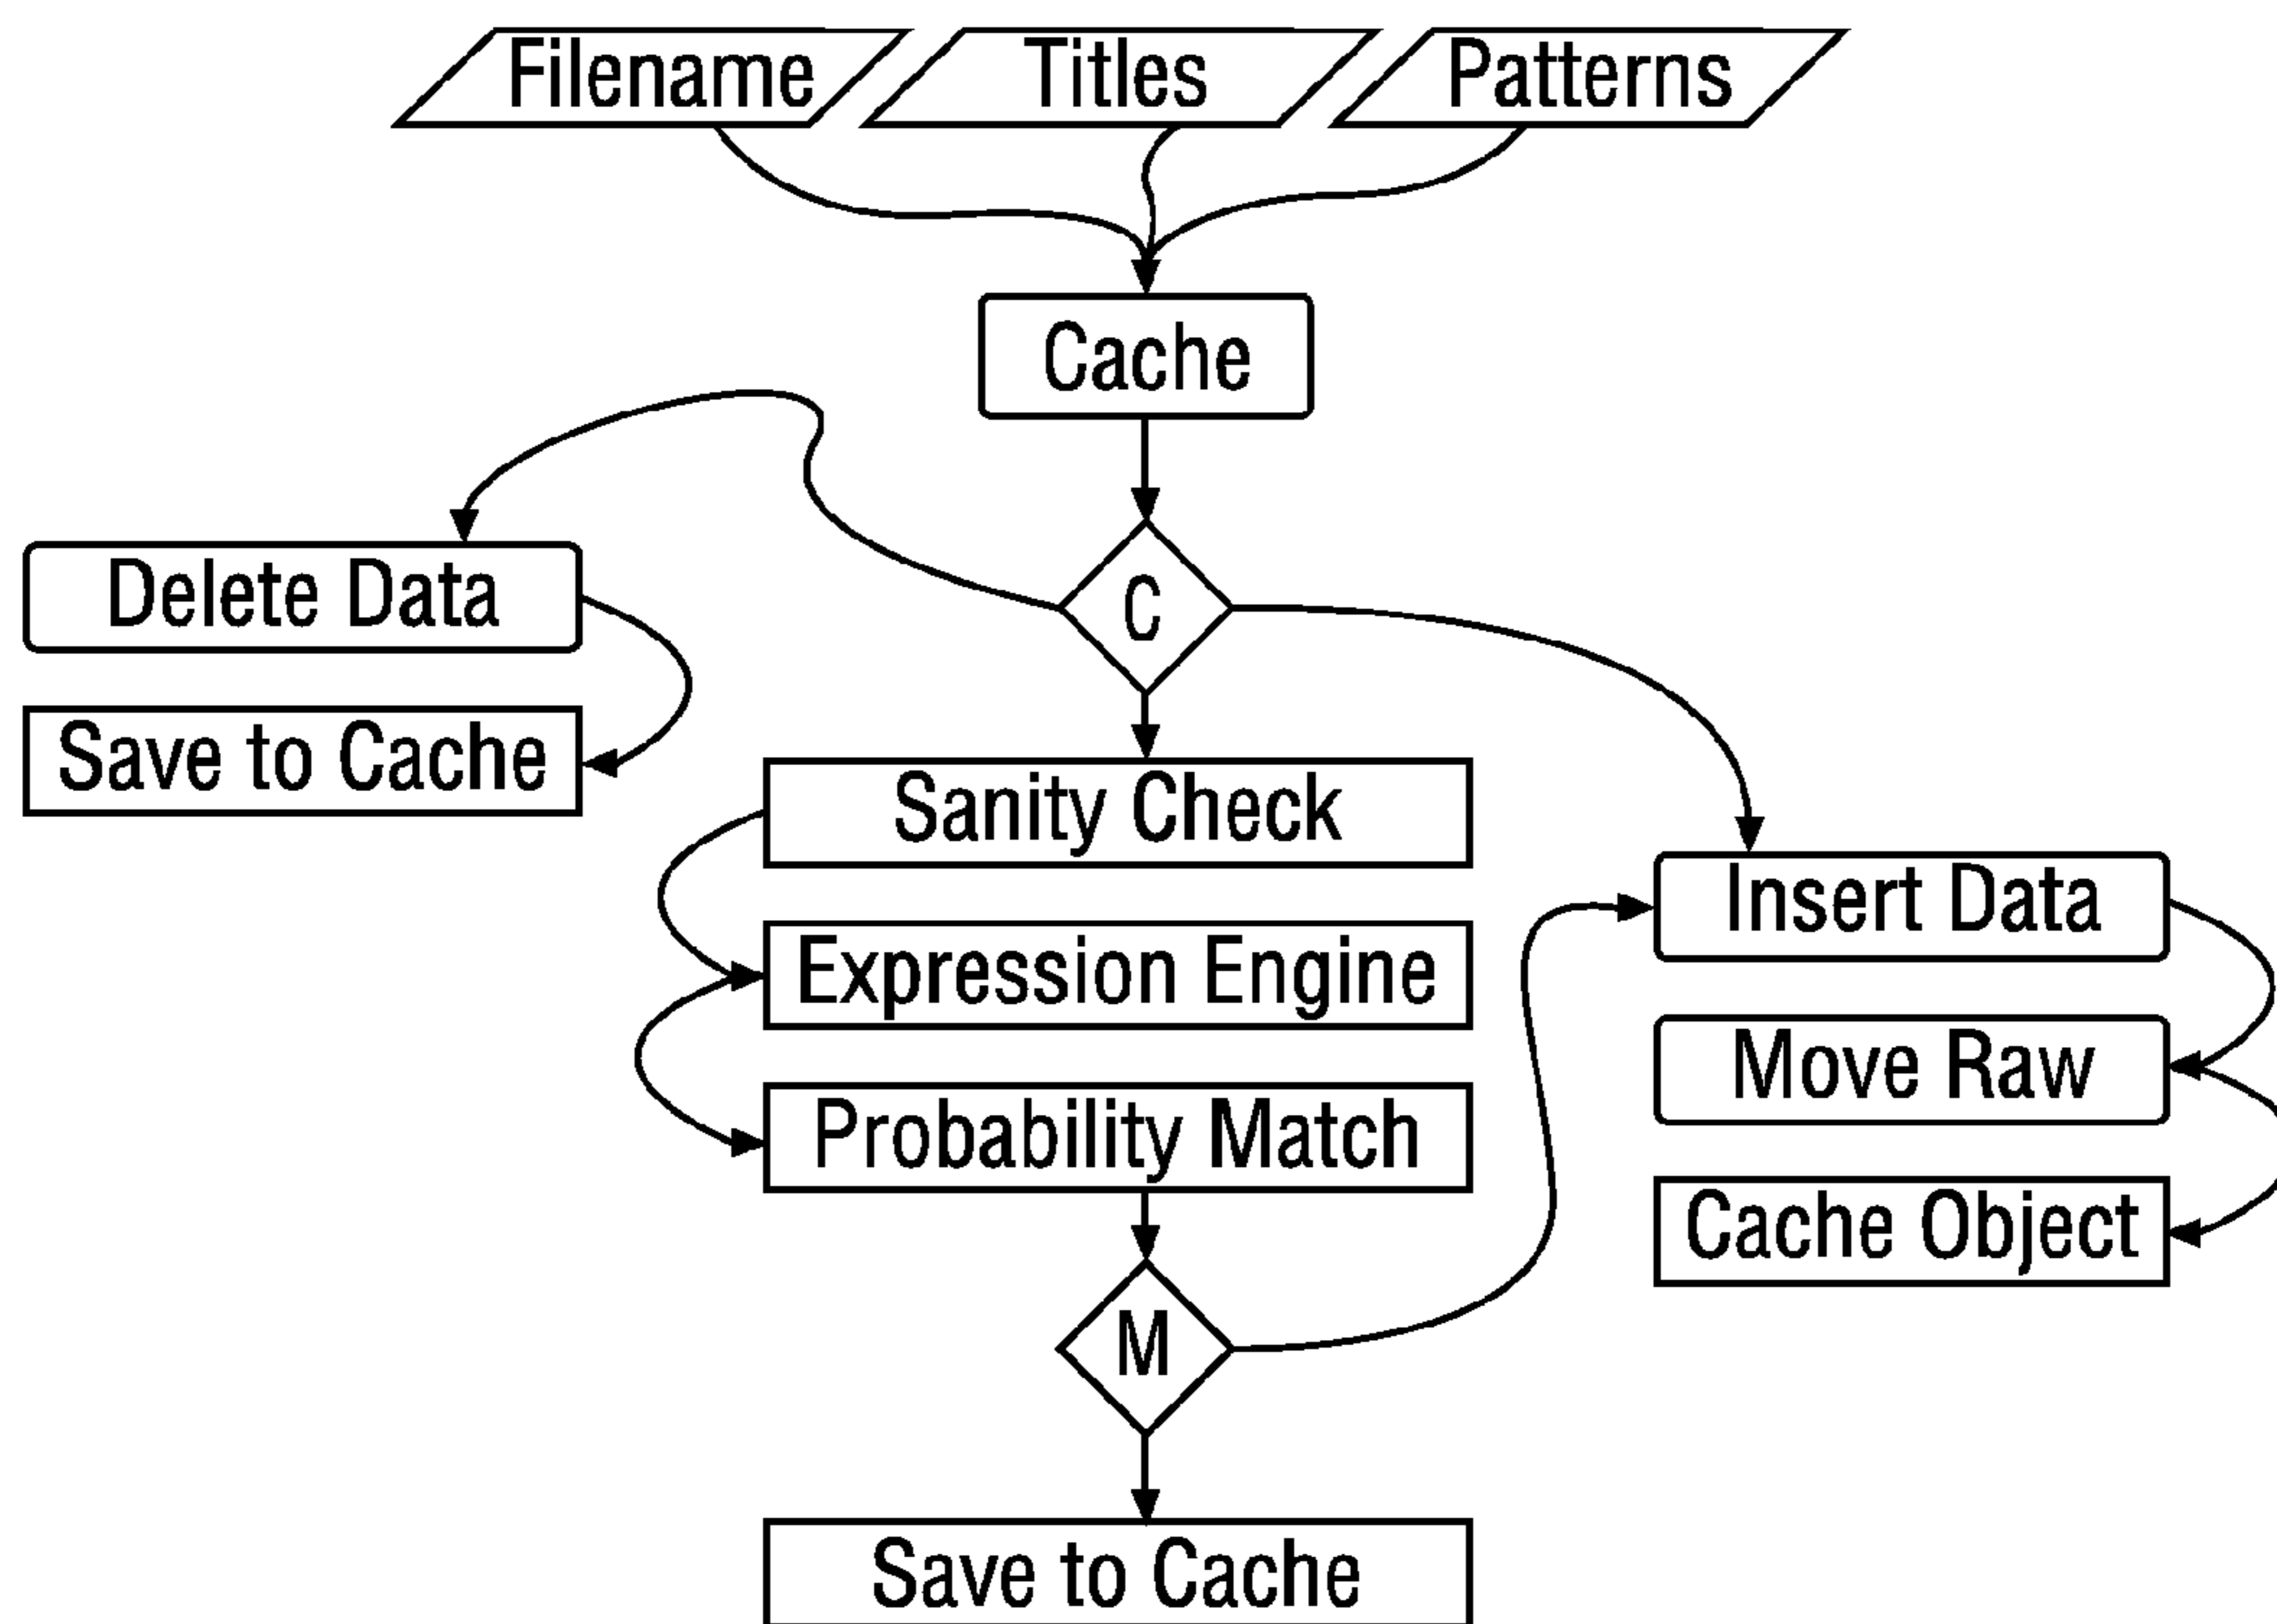 Filename
Titles
Patterns
Cache
Delete Data
C
Save to Cache
Sanity Check
Insert Data
Expression Engine
Move Raw
Probability Match
Cache Object
M
Save to Cache